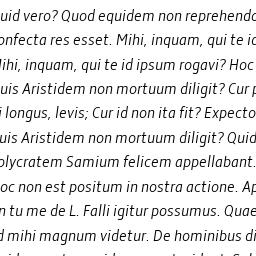 uid vero? Quod equidem non reprehendo
onfecta res esset. Mihi, inquam, qui te id
Mihi, inquam, qui te id ipsum rogavi? Hoc
uis Aristidem non mortuum diligit? Cur p
i longus, levis; Cur id non ita fit? Expecto
uis Aristidem non mortuum diligit? Quid
olycratem Samium felicem appellabant.
oc non est positum in nostra actione. Ap
n tu me de L. Falli igitur possumus. Quae
d mihi magnum videtur. De hominibus di